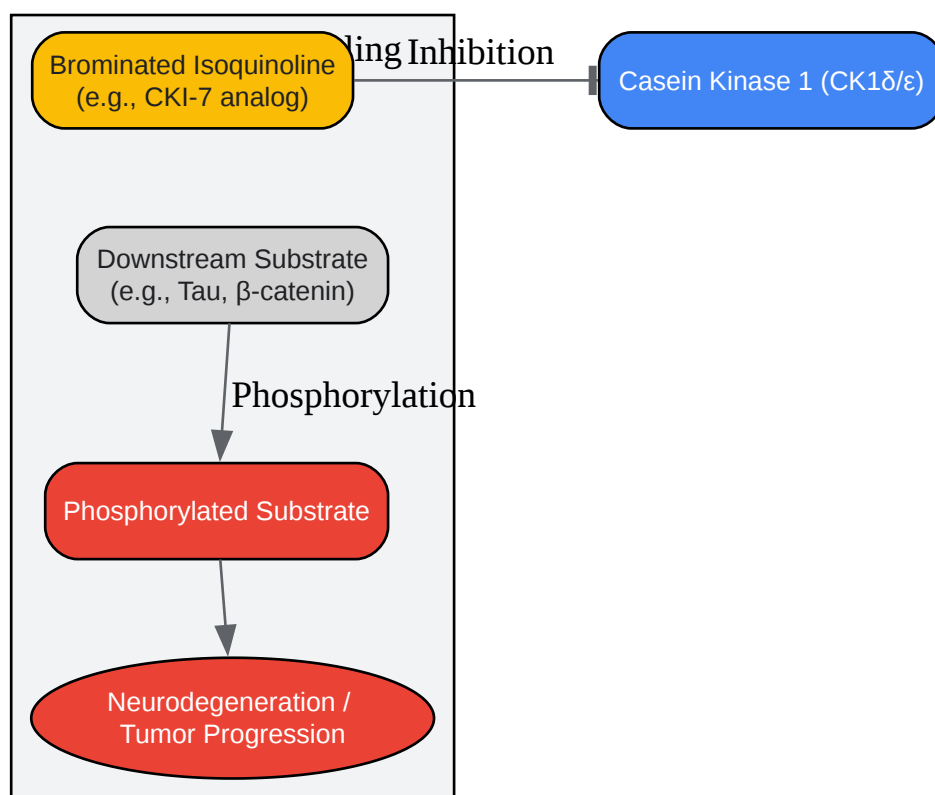 Brominated Isoquinoline
(e.g., CKI-7 analog)
Inhibition
Casein Kinase 1 (CK1δ/ε)
Downstream Substrate
(e.g., Tau, β-catenin)
Phosphorylation
Phosphorylated Substrate
Neurodegeneration /
Tumor Progression